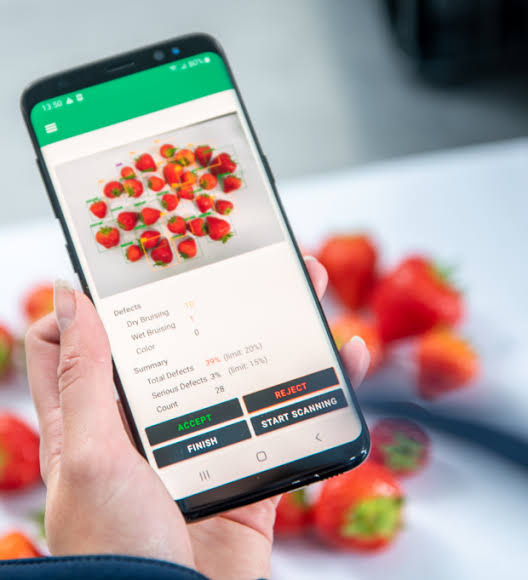 13:50 80%
Defects
Dry Bruising 10
Wet Bruising 1
Color 0
Summary
Total Defects 39% (limit: 20%)
Serious Defects 3% (limit: 15%)
Count 28
ACCEPT REJECT
FINISH START SCANNING